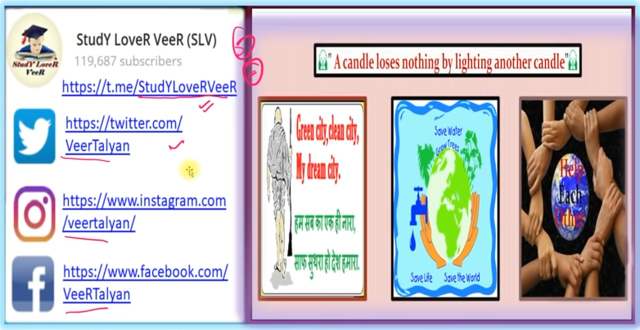 StudY LoveR VeeR (SLV)
119,687 subscribers
StudY LoveR
VeeR
https://t.me/StudYLoveRVeeR
https://twitter.com/
VeerTalyan
https://www.instagram.com
/veertalyan/
https://www.facebook.com/
VeeRTalyan
" A candle loses nothing by lighting another candle"
Green city,clean city,
My dream city.
हम सब का एक ही नारा,
साफ सुथरा हो देश हमारा.
Save Water
Grow Trees
Save Life Save the World
Help
Each
Other